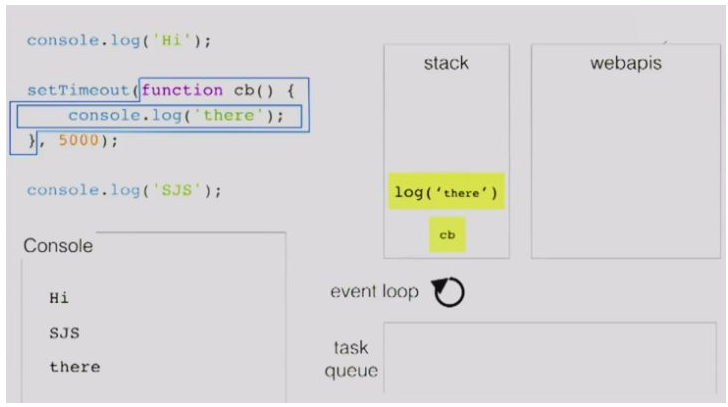 console.log('Hi');
setTimeout(function cb() {
console.log('there');
}, 5000);
console.log('SJS');
Console
Hi
SJS
there
stack
log('there')
cb
webapis
event loop
task
queue